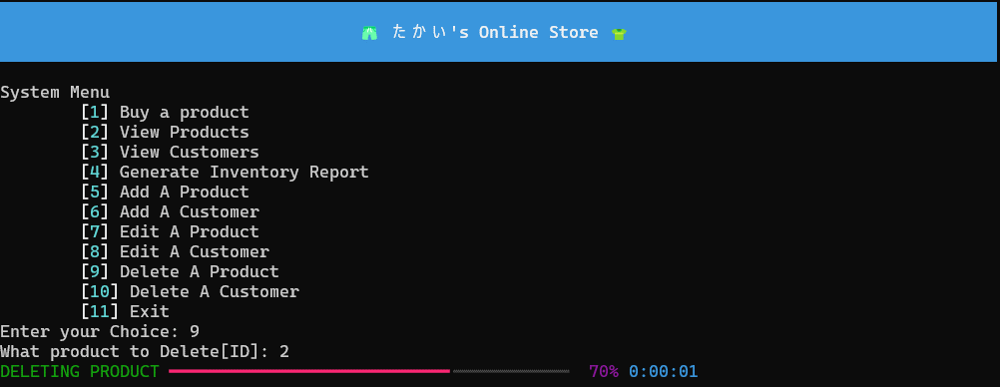 たかい's Online Store
System Menu
[1] Buy a product
[2] View Products
[3] View Customers
[4] Generate Inventory Report
[5] Add A Product
[6] Add A Customer
[7] Edit A Product
[8] Edit A Customer
[9] Delete A Product
[10] Delete A Customer
[11] Exit
Enter your Choice: 9
What product to Delete[ID]: 2
DELETING PRODUCT 70% 0:00:01